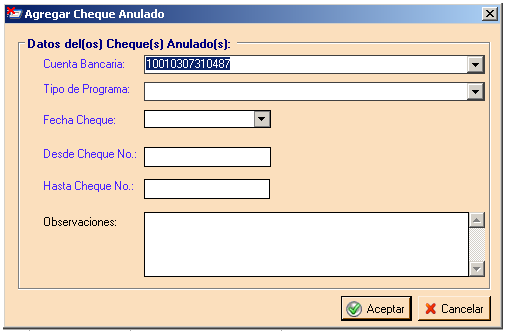 Agregar Cheque Anulado
Datos del(os) Cheque(s) Anulado(s):
Cuenta Bancaria: 10010307310487
Tipo de Programa:
Fecha Cheque:
Desde Cheque No.:
Hasta Cheque No.:
Observaciones:
Aceptar Cancelar